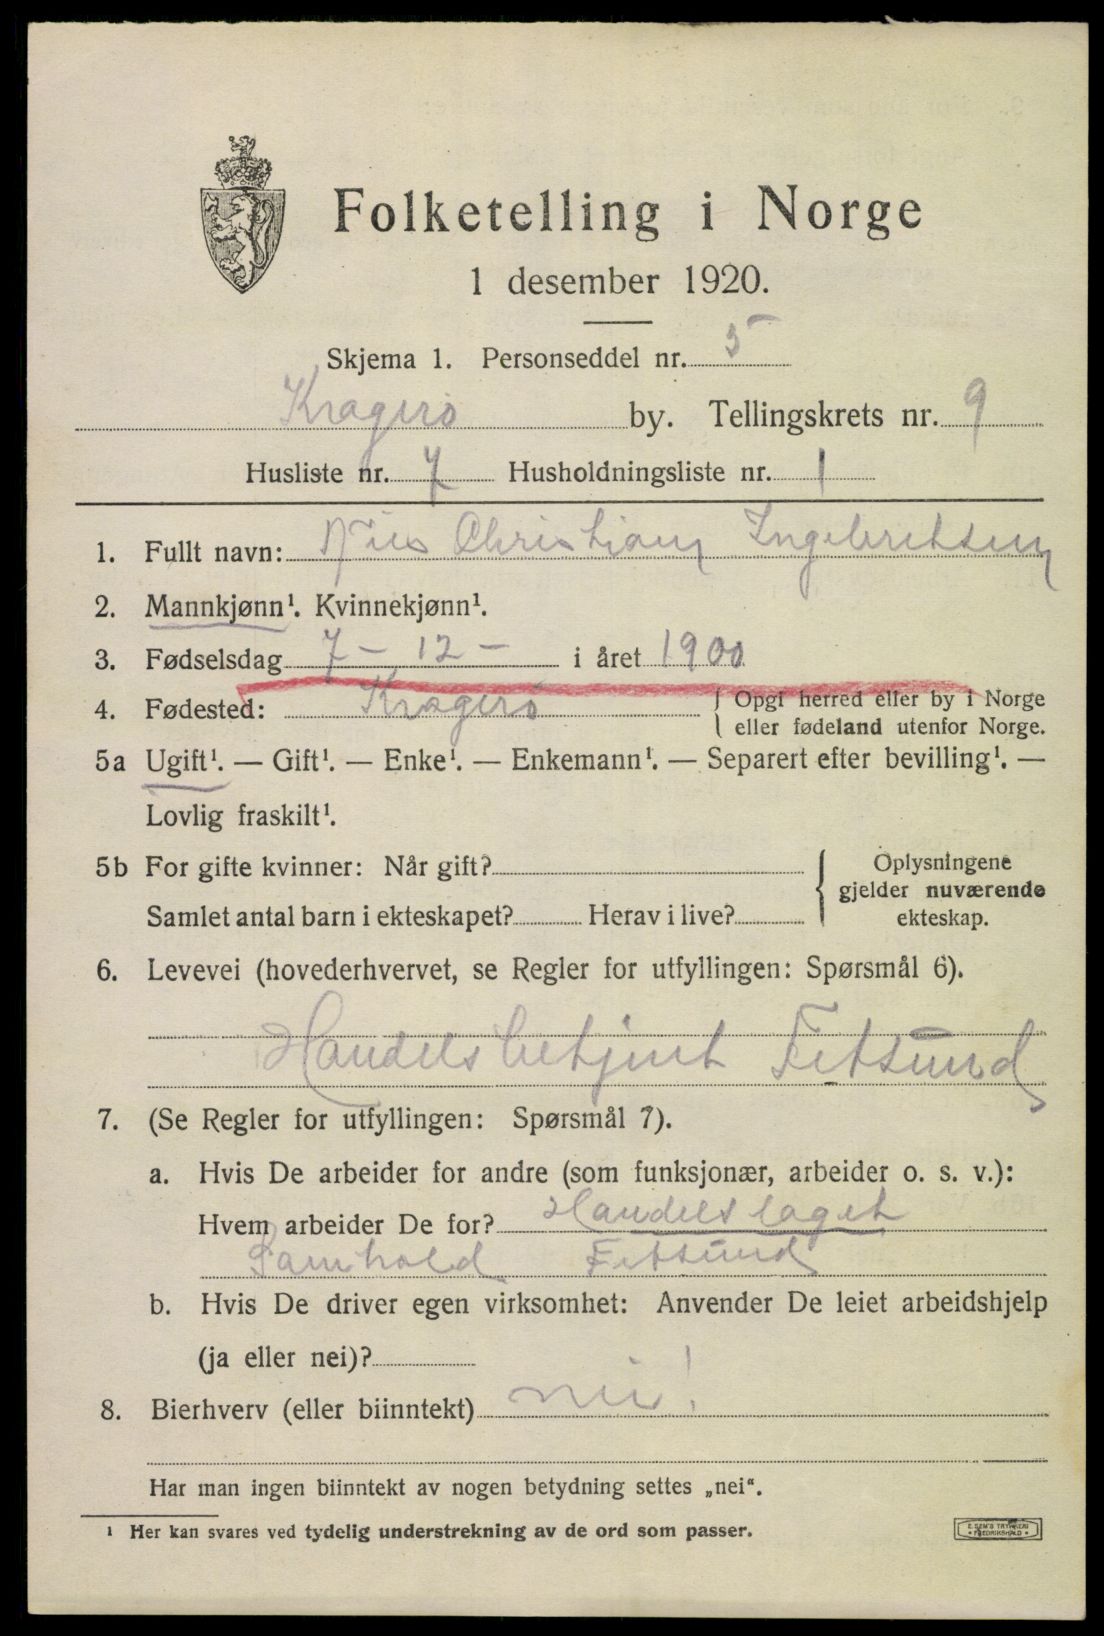 Folketelling i Norge
1 desember 1920.
Skjema 1. Personseddel nr. 5
Kragerø by. Tellingskrets nr. 9
Husliste nr. 7 Husholdningsliste nr. 1
1. Fullt navn: Nils Christian Ingebretsen
2. Mannkjønn¹. Kvinnekjønn¹.
3. Fødselsdag 7 – 12 – i året 1900
4. Fødested: Kragerø { Opgi herred eller by i Norge
eller fødeland utenfor Norge.
5a Ugift¹. — Gift¹. — Enke¹. — Enkemann¹. — Separert efter bevilling¹. —
Lovlig fraskilt¹.
5b For gifte kvinner: Når gift?
Samlet antal barn i ekteskapet? Herav i live?
{ Oplysningene
gjelder nuværende
ekteskap.
6. Levevei (hovederhvervet, se Regler for utfyllingen: Spørsmål 6).
Handelsbetjent Fetsund
7. (Se Regler for utfyllingen: Spørsmål 7).
a. Hvis De arbeider for andre (som funksjonær, arbeider o. s. v.):
Hvem arbeider De for? Handelslaget
Samhold Fetsund
b. Hvis De driver egen virksomhet: Anvender De leiet arbeidshjelp
(ja eller nei)?
8. Bierhverv (eller biinntekt) nei!
Har man ingen biinntekt av nogen betydning settes „nei“.
¹ Her kan svares ved tydelig understrekning av de ord som passer.
E. SEM'S TRYKKERI
FREDRIKSHALD